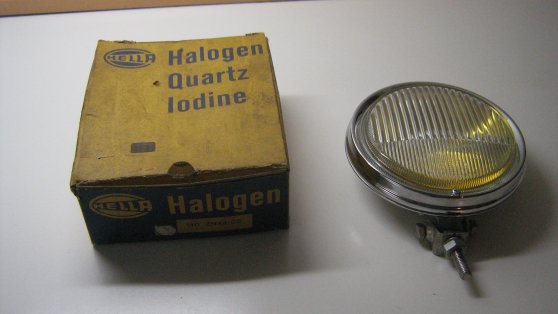 HELLA
Halogen
Quartz
Iodine
HELLA
Halogen